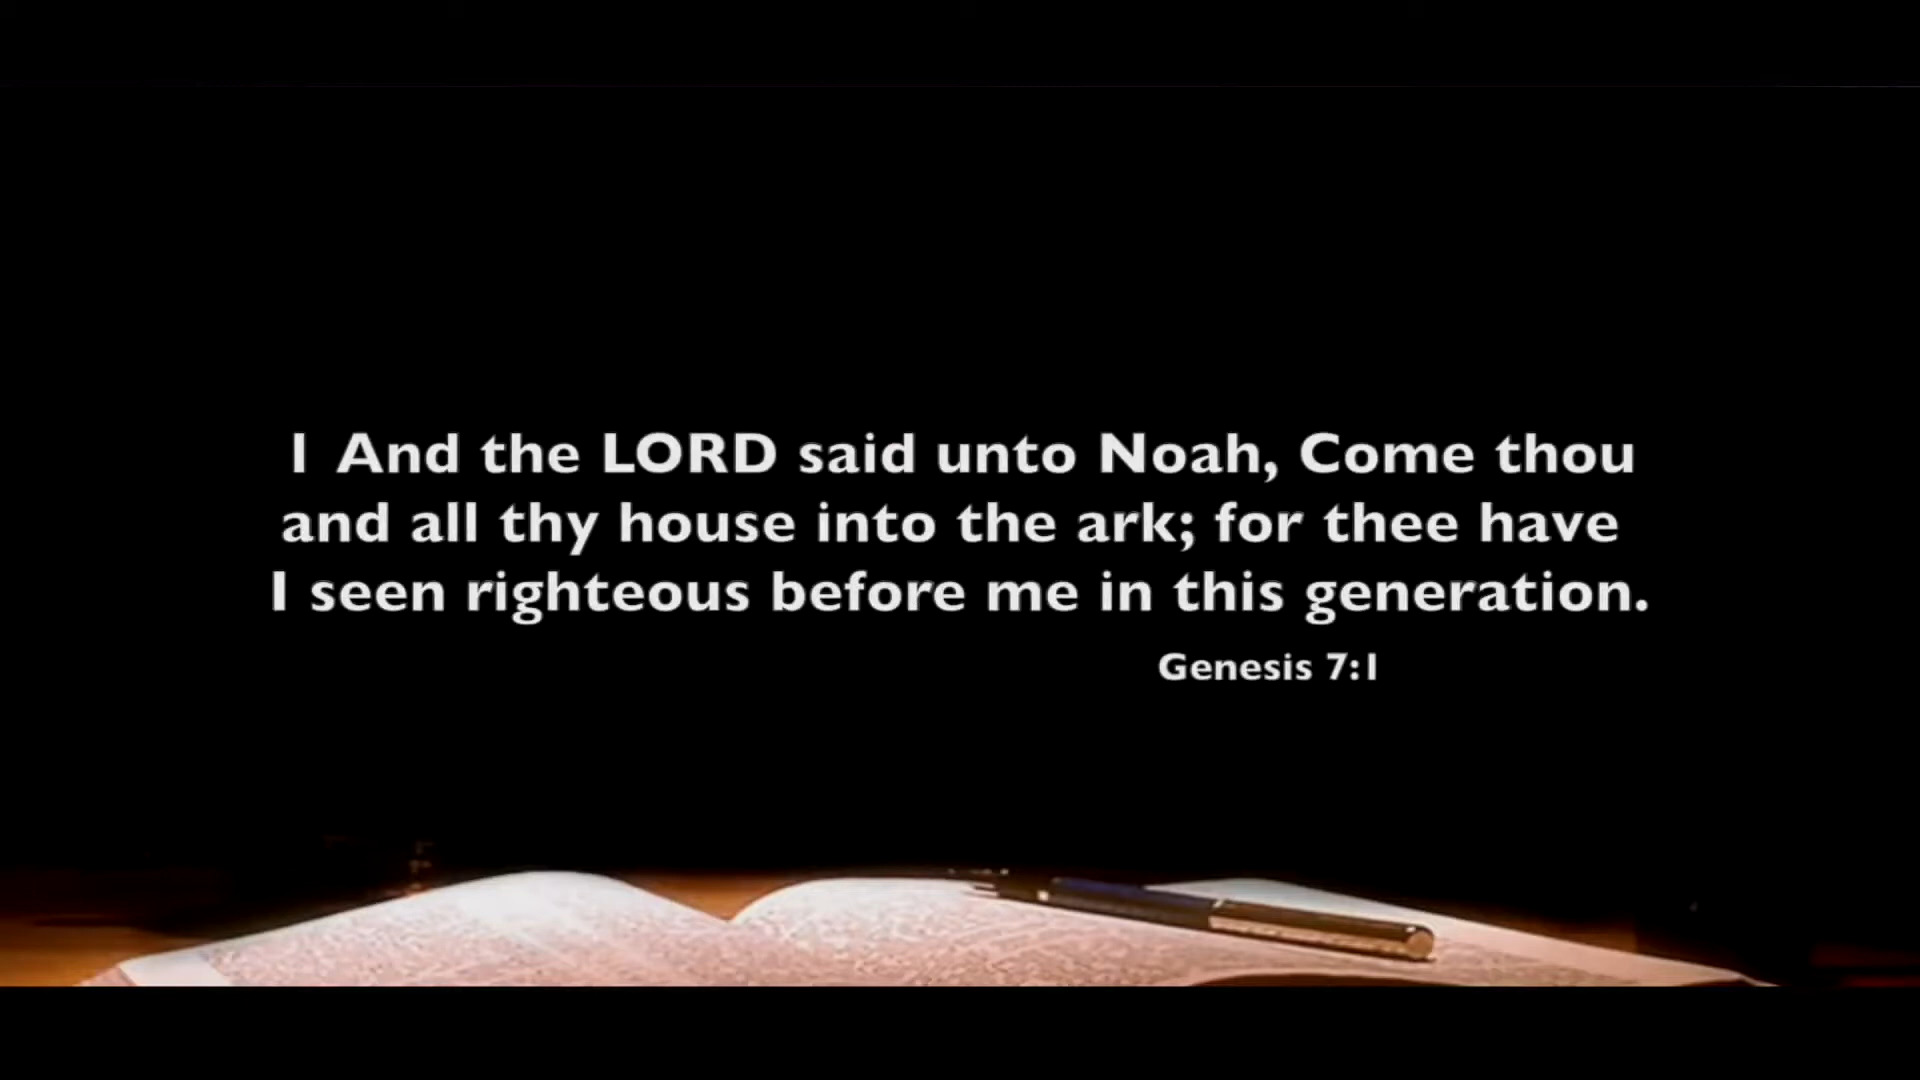 1 And the LORD said unto Noah, Come thou
and all thy house into the ark; for thee have
I seen righteous before me in this generation.
Genesis 7:1